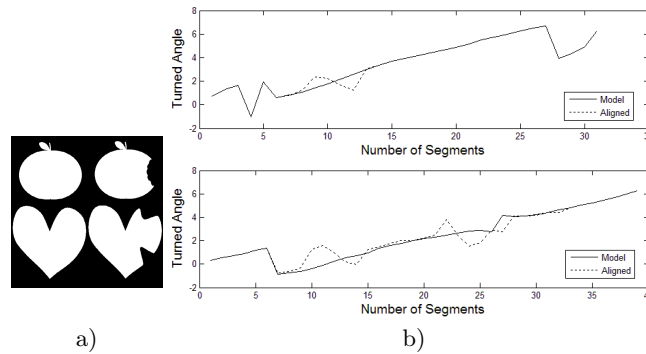 8
6
4
2
0
-2
Turned Angle
0 5 10 15 20 25 30 35
Number of Segments
Model
Aligned
8
6
4
2
0
-2
Turned Angle
0 5 10 15 20 25 30 35 40
Number of Segments
Model
Aligned
a) b)